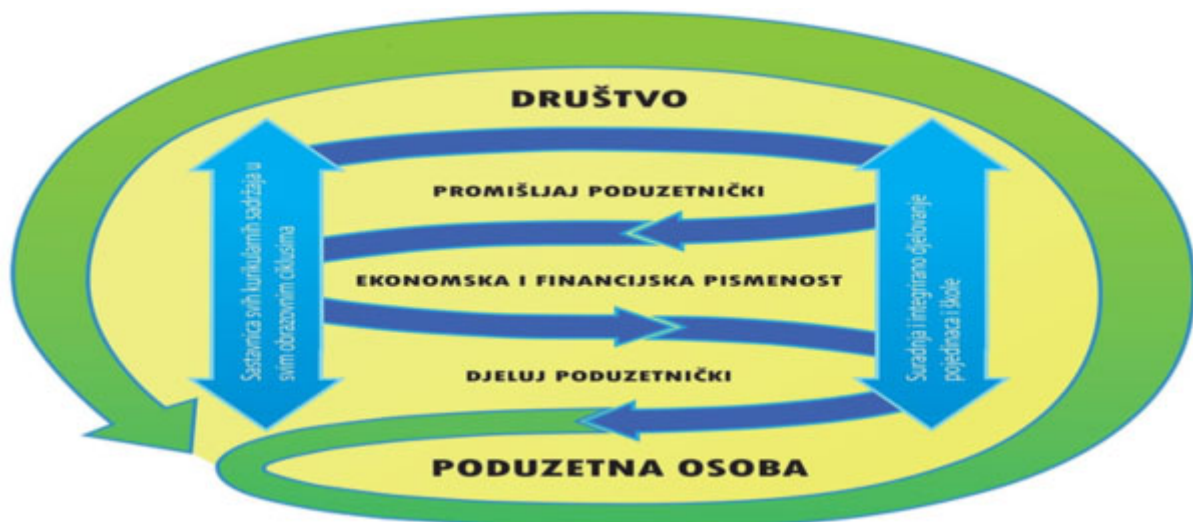 DRUŠTVO
PROMIŠLJAJ PODUZETNIČKI
EKONOMSKA I FINANCIJSKA PISMENOST
DJELUJ PODUZETNIČKI
PODUZETNA OSOBA
Sastavnica svih kurikularnih sadržaja u
svim obrazovnim ciklusima
Suradnja i integrirano djelovanje
pojedinaca i škole